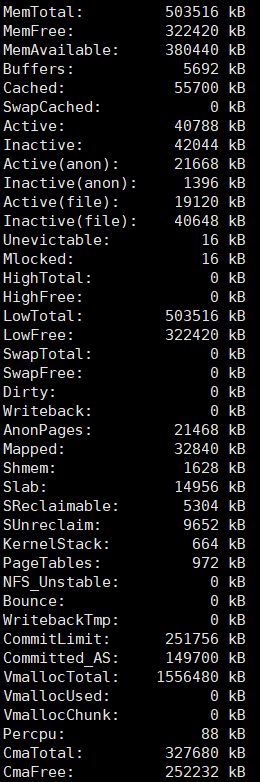 MemTotal:         503516 kB
MemFree:          322420 kB
MemAvailable:     380440 kB
Buffers:            5692 kB
Cached:            55700 kB
SwapCached:            0 kB
Active:            40788 kB
Inactive:          42044 kB
Active(anon):      21668 kB
Inactive(anon):     1396 kB
Active(file):      19120 kB
Inactive(file):    40648 kB
Unevictable:          16 kB
Mlocked:              16 kB
HighTotal:             0 kB
HighFree:              0 kB
LowTotal:         503516 kB
LowFree:          322420 kB
SwapTotal:             0 kB
SwapFree:              0 kB
Dirty:                 0 kB
Writeback:             0 kB
AnonPages:         21468 kB
Mapped:            32840 kB
Shmem:              1628 kB
Slab:              14956 kB
SReclaimable:       5304 kB
SUnreclaim:         9652 kB
KernelStack:         664 kB
PageTables:          972 kB
NFS_Unstable:          0 kB
Bounce:                0 kB
WritebackTmp:          0 kB
CommitLimit:      251756 kB
Committed_AS:     149700 kB
VmallocTotal:    1556480 kB
VmallocUsed:           0 kB
VmallocChunk:          0 kB
Percpu:               88 kB
CmaTotal:         327680 kB
CmaFree:          252232 kB